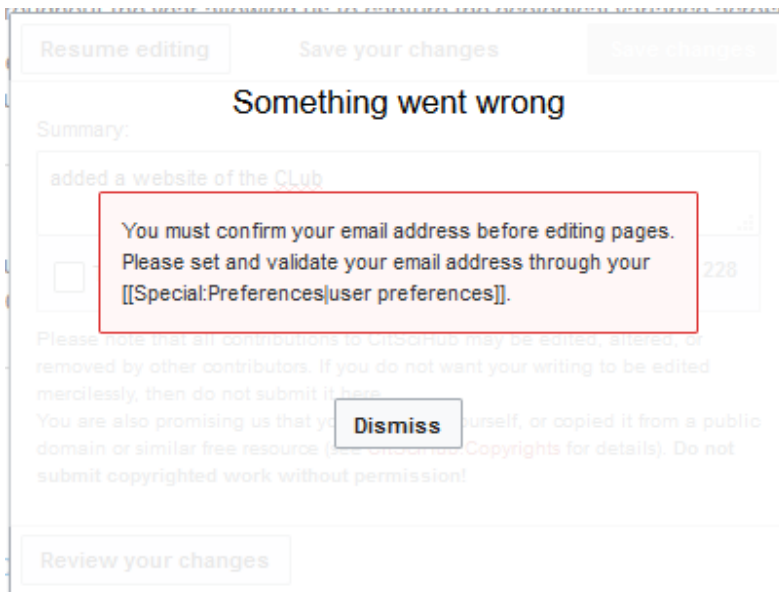 Resume editing Save your changes Save changes
Something went wrong
Summary:
added a website of the CLub
You must confirm your email address before editing pages.
Please set and validate your email address through your
[[Special:Preferences|user preferences]].
228
Please note that all contributions to CitSciHub may be edited, altered, or
removed by other contributors. If you do not want your writing to be edited
mercilessly, then do not submit it here.
You are also promising us that yourself, or copied it from a public
Dismiss
domain or similar free resource (see CitSciHub:Copyrights for details). Do not
submit copyrighted work without permission!
Review your changes